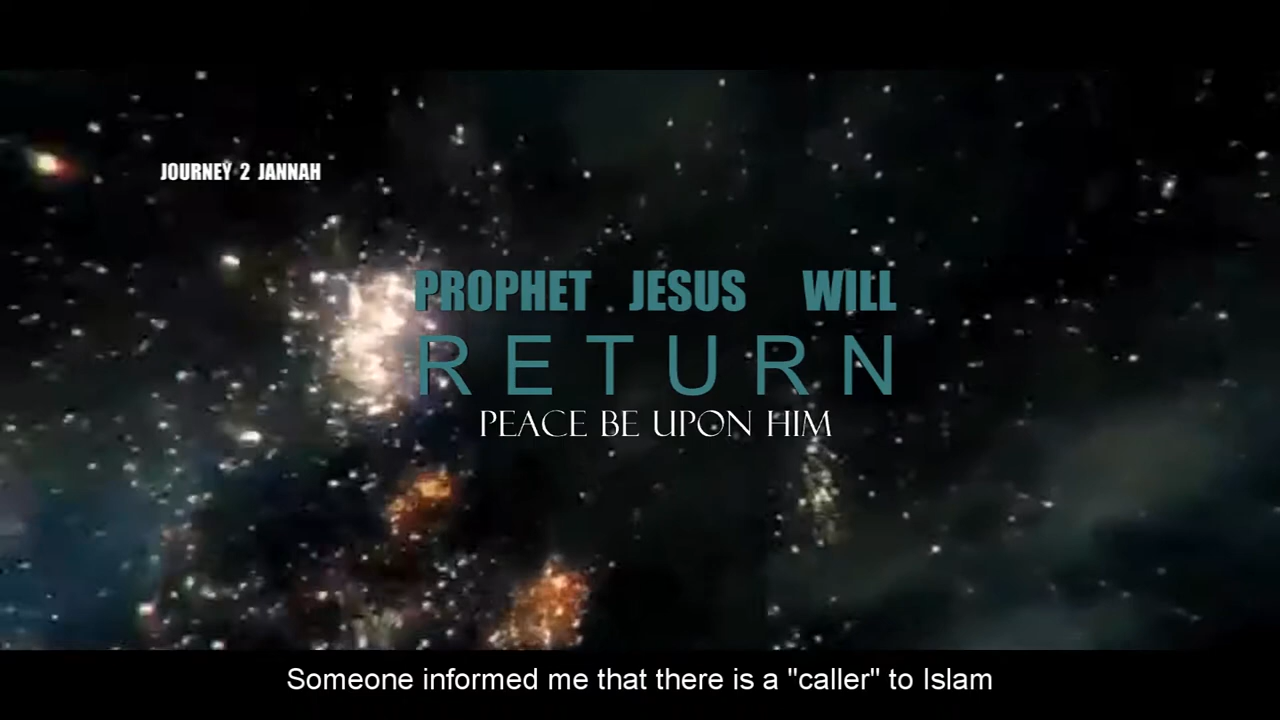 JOURNEY 2 JANNAH
PROPHET JESUS WILL
RETURN
PEACE BE UPON HIM
Someone informed me that there is a "caller" to Islam